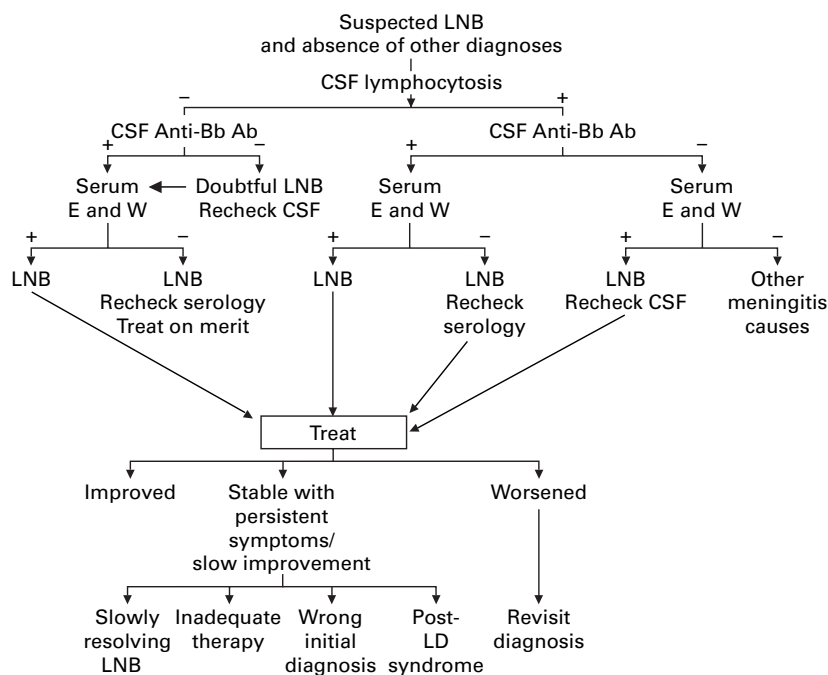 Suspected LNB
and absence of other diagnoses
CSF lymphocytosis
− +
CSF Anti-Bb Ab CSF Anti-Bb Ab
+ − + −
Serum Doubtful LNB Serum Serum
E and W Recheck CSF E and W E and W
+ − + − + −
LNB LNB LNB LNB LNB Other
Recheck serology Recheck Recheck CSF meningitis
Treat on merit serology causes
Treat
Improved Stable with Worsened
persistent
symptoms/
slow improvement
Slowly Inadequate Wrong Post- Revisit
resolving therapy initial LD diagnosis
LNB diagnosis syndrome